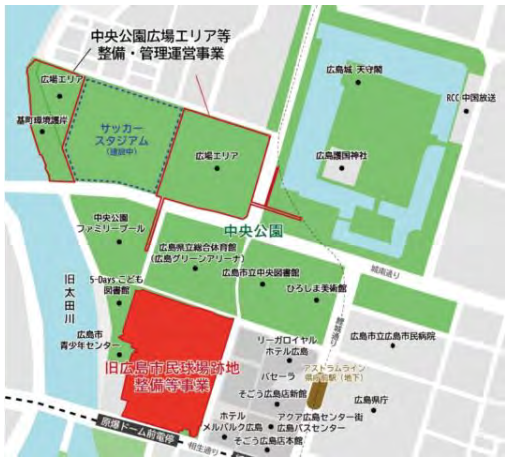 中央公園広場エリア等
整備・管理運営事業
広場エリア
基町環境護岸
サッカー
スタジアム
(建設中)
広場エリア
広島城 天守閣
RCC 中国放送
広島護国神社
中央公園
ファミリープール
中央公園
広島県立総合体育館
(広島グリーンアリーナ)
広島市立中央図書館
城南通り
ひろしま美術館
旧太田川
5-Days こども
図書館
鯉城通り
広島市
青少年センター
旧広島市民球場跡地
整備等事業
リーガロイヤル
ホテル広島
広島市立広島市民病院
アストラムライン
県庁前駅(地下)
パセーラ
そごう広島店新館
広島県庁
ホテル
メルパルク広島
アクア広島センター街
広島バスセンター
そごう広島店本館
原爆ドーム前電停
相生通り